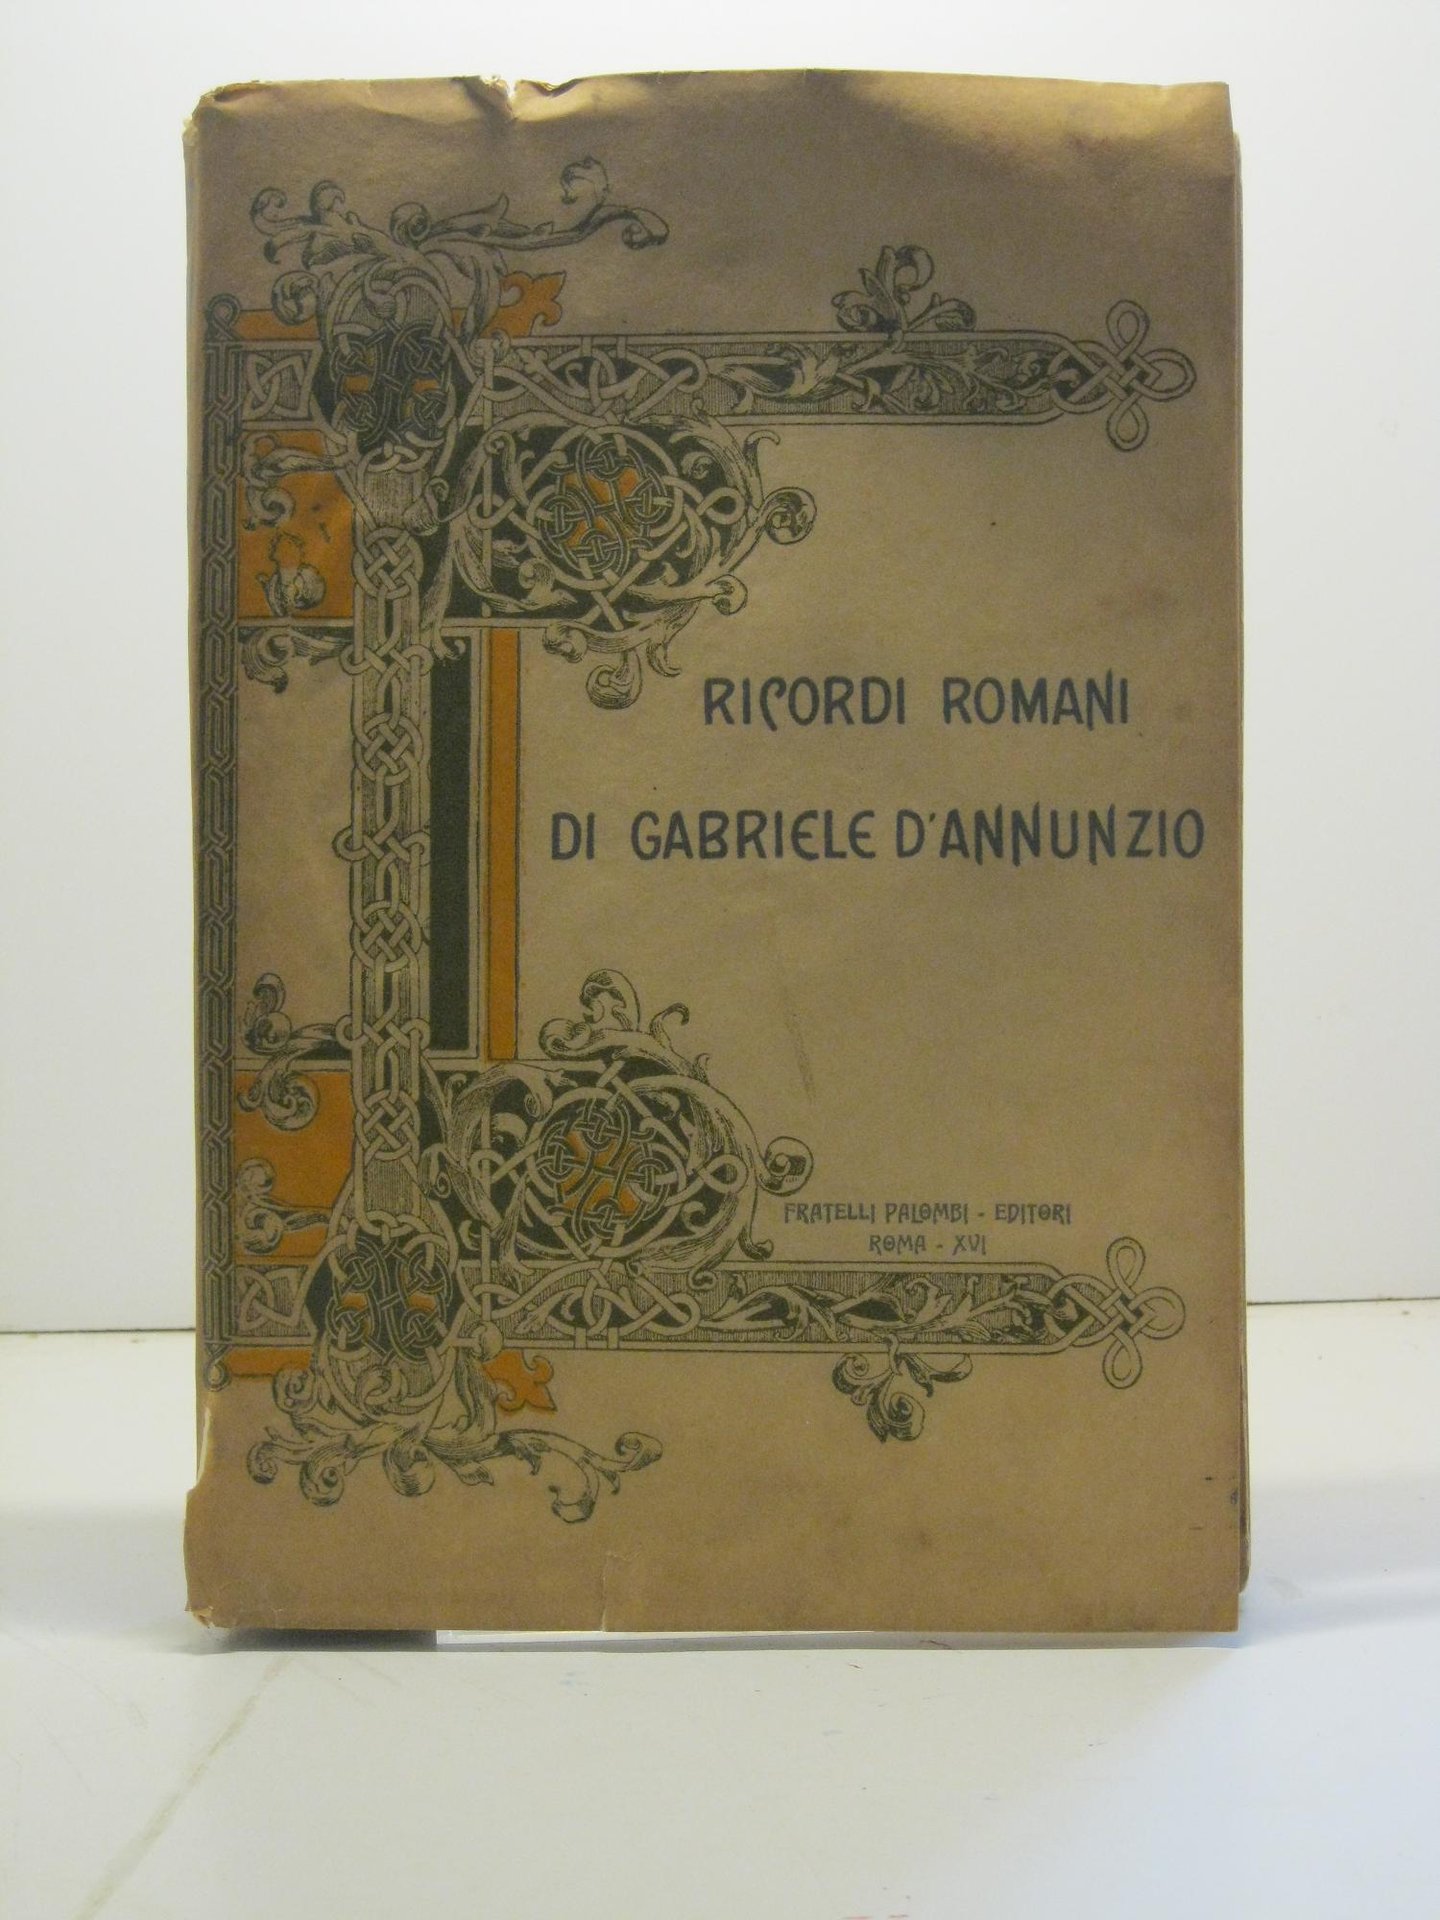 RICORDI ROMANI
DI GABRIELE D'ANNUNZIO
FRATELLI PALOMBI - EDITORI
ROMA - XVI